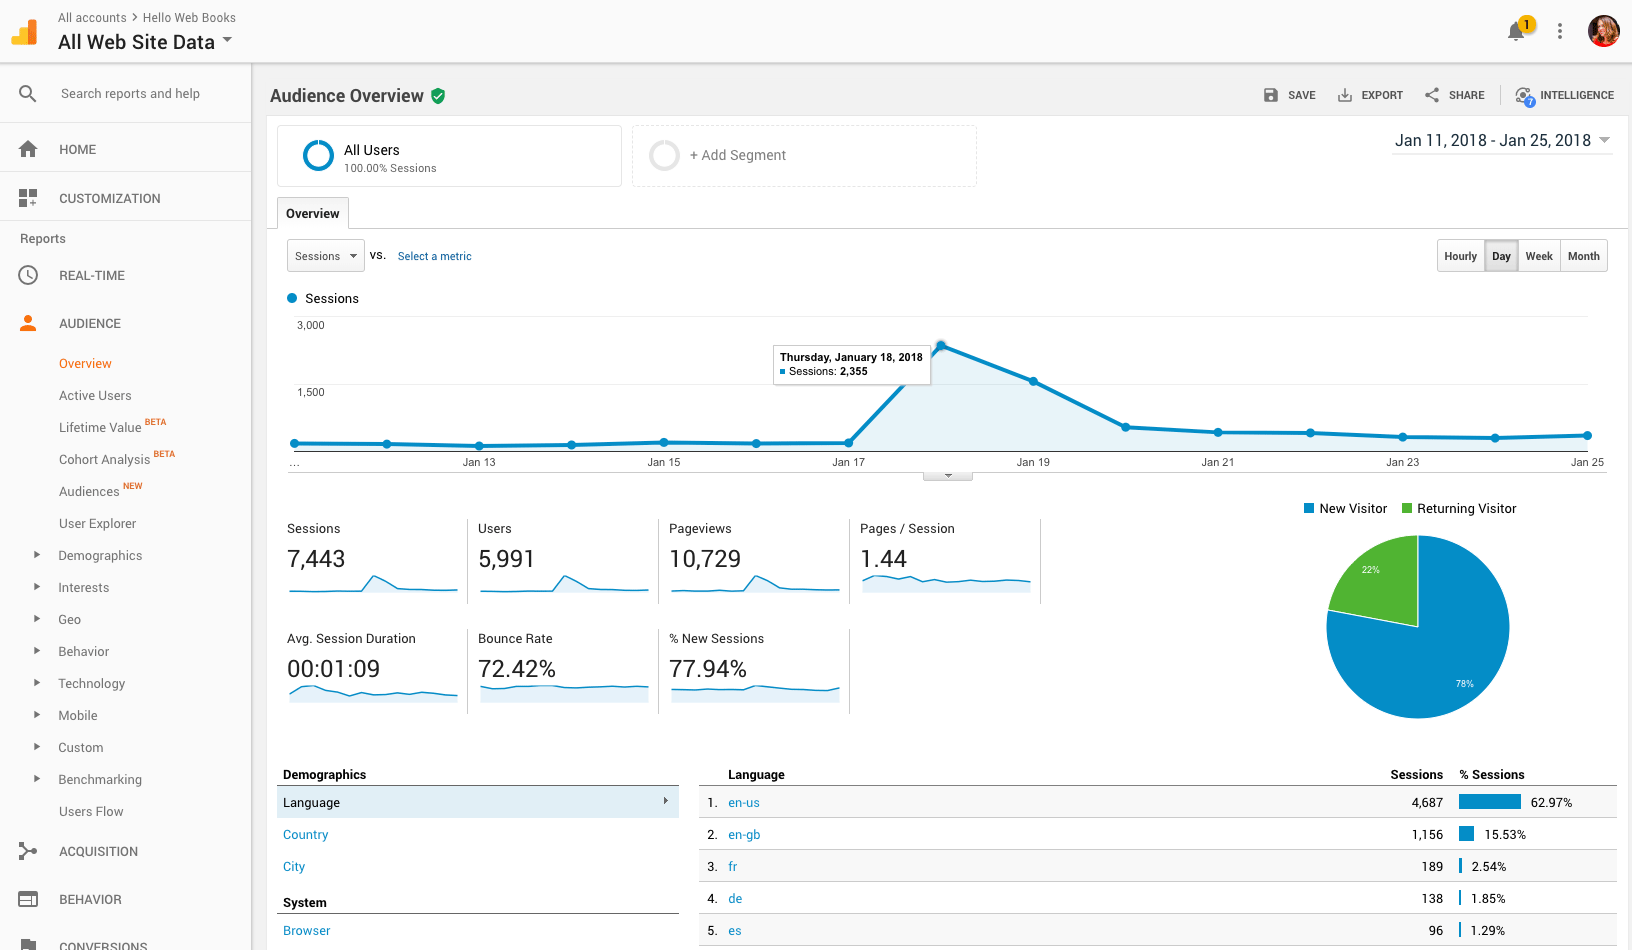 All accounts > Hello Web Books
All Web Site Data
1
Search reports and help
HOME
CUSTOMIZATION
Reports
REAL-TIME
AUDIENCE
Overview
Active Users
Lifetime Value BETA
Cohort Analysis BETA
Audiences NEW
User Explorer
Demographics
Interests
Geo
Behavior
Technology
Mobile
Custom
Benchmarking
Users Flow
ACQUISITION
BEHAVIOR
CONVERSIONS
Audience Overview
SAVE
EXPORT
SHARE
7
INTELLIGENCE
All Users
100.00% Sessions
+ Add Segment
Jan 11, 2018 - Jan 25, 2018
Overview
Sessions
vs.
Select a metric
Hourly
Day
Week
Month
Sessions
3,000
1,500
Thursday, January 18, 2018
Sessions: 2,355
...
Jan 13
Jan 15
Jan 17
Jan 19
Jan 21
Jan 23
Jan 25
Sessions
7,443
Users
5,991
Pageviews
10,729
Pages / Session
1.44
Avg. Session Duration
00:01:09
Bounce Rate
72.42%
% New Sessions
77.94%
New Visitor
Returning Visitor
22%
78%
Demographics
Language
Country
City
System
Browser
Language Sessions % Sessions
1. en-us 4,687 62.97%
2. en-gb 1,156 15.53%
3. fr 189 2.54%
4. de 138 1.85%
5. es 96 1.29%